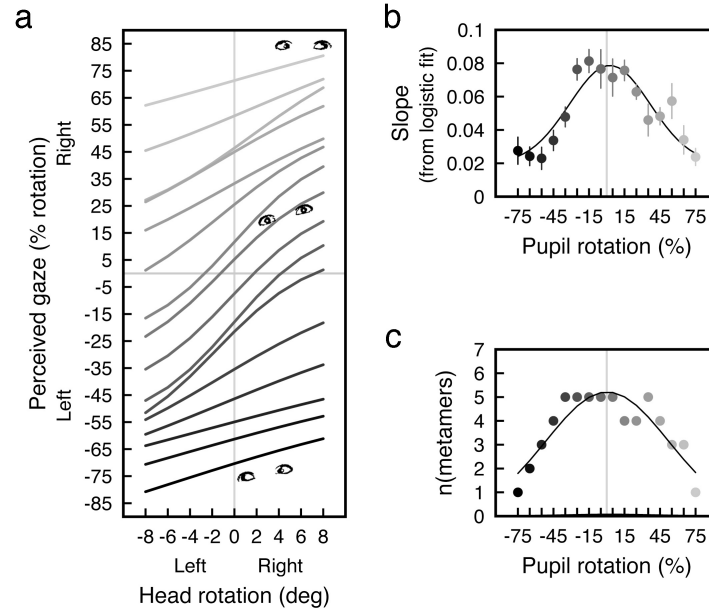 a
85
75
65
55
45
35
25
15
5
-5
-15
-25
-35
-45
-55
-65
-75
-85
Perceived gaze (% rotation)
Right
Left
-8 -6 -4 -2 0 2 4 6 8
Left Right
Head rotation (deg)
b
0.1
0.08
0.06
0.04
0.02
0
Slope
(from logistic fit)
-75 -45 -15 15 45 75
Pupil rotation (%)
c
7
6
5
4
3
2
1
0
n(metamers)
-75 -45 -15 15 45 75
Pupil rotation (%)